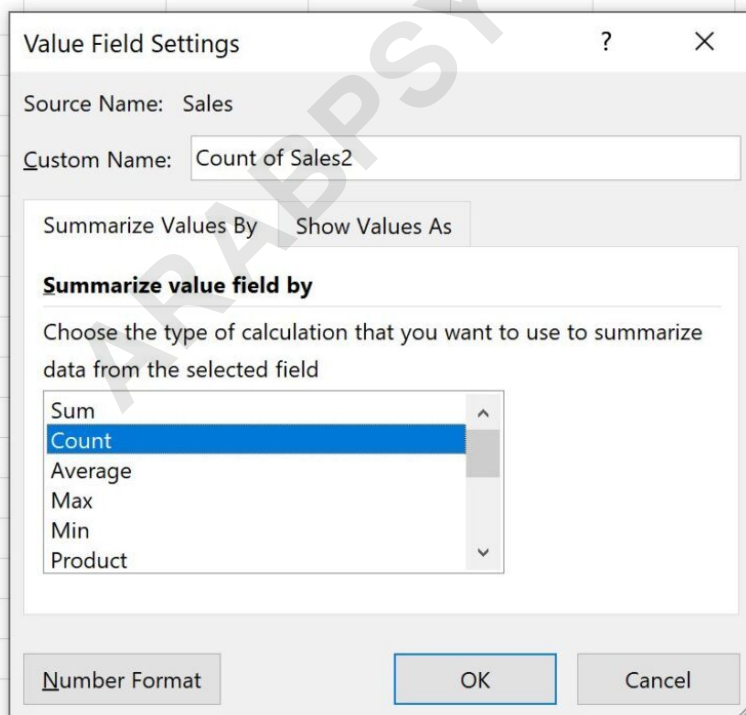 Value Field Settings ? ×
Source Name: Sales
Custom Name: Count of Sales2
Summarize Values By Show Values As
Summarize value field by
Choose the type of calculation that you want to use to summarize
data from the selected field
Sum
Count
Average
Max
Min
Product
Number Format OK Cancel
ARABPSY